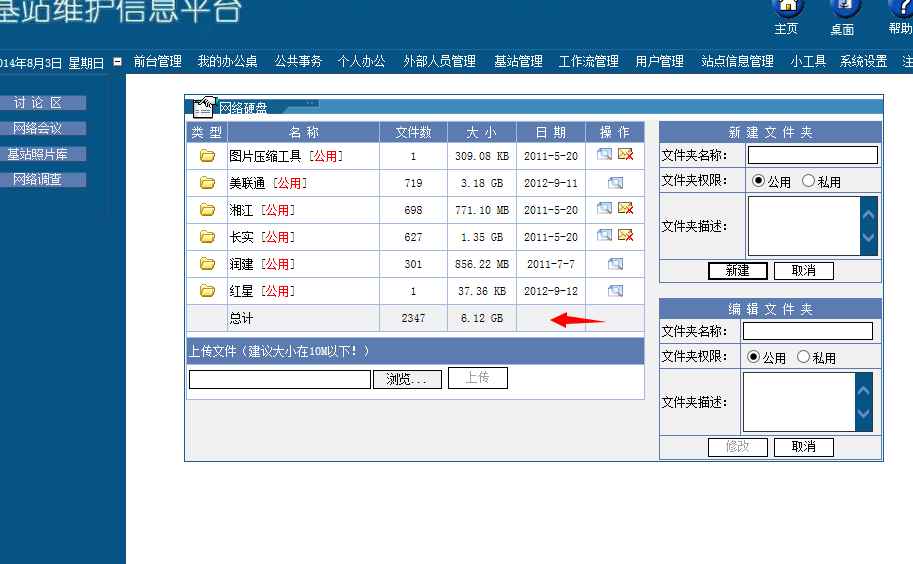 基站维护信息平台
主页 桌面 帮助
014年8月3日 星期日 前台管理 我的办公桌 公共事务 个人办公 外部人员管理 基站管理 工作流管理 用户管理 站点信息管理 小工具 系统设置 注
讨 论 区
网络会议
基站照片库
网络调查
网络硬盘
类 型 名 称 文件数 大 小 日 期 操 作
图片压缩工具 [公用] 1 309.08 KB 2011-5-20
美联通 [公用] 719 3.18 GB 2012-9-11
湘江 [公用] 698 771.10 MB 2011-5-20
长实 [公用] 627 1.35 GB 2011-5-20
润建 [公用] 301 856.22 MB 2011-7-7
红星 [公用] 1 37.36 KB 2012-9-12
总计 2347 6.12 GB
上传文件（建议大小在10M以下！）
浏览... 上传
新 建 文 件 夹
文件夹名称：
文件夹权限： 公用 私用
文件夹描述：
新建 取消
编 辑 文 件 夹
文件夹名称：
文件夹权限： 公用 私用
文件夹描述：
修改 取消